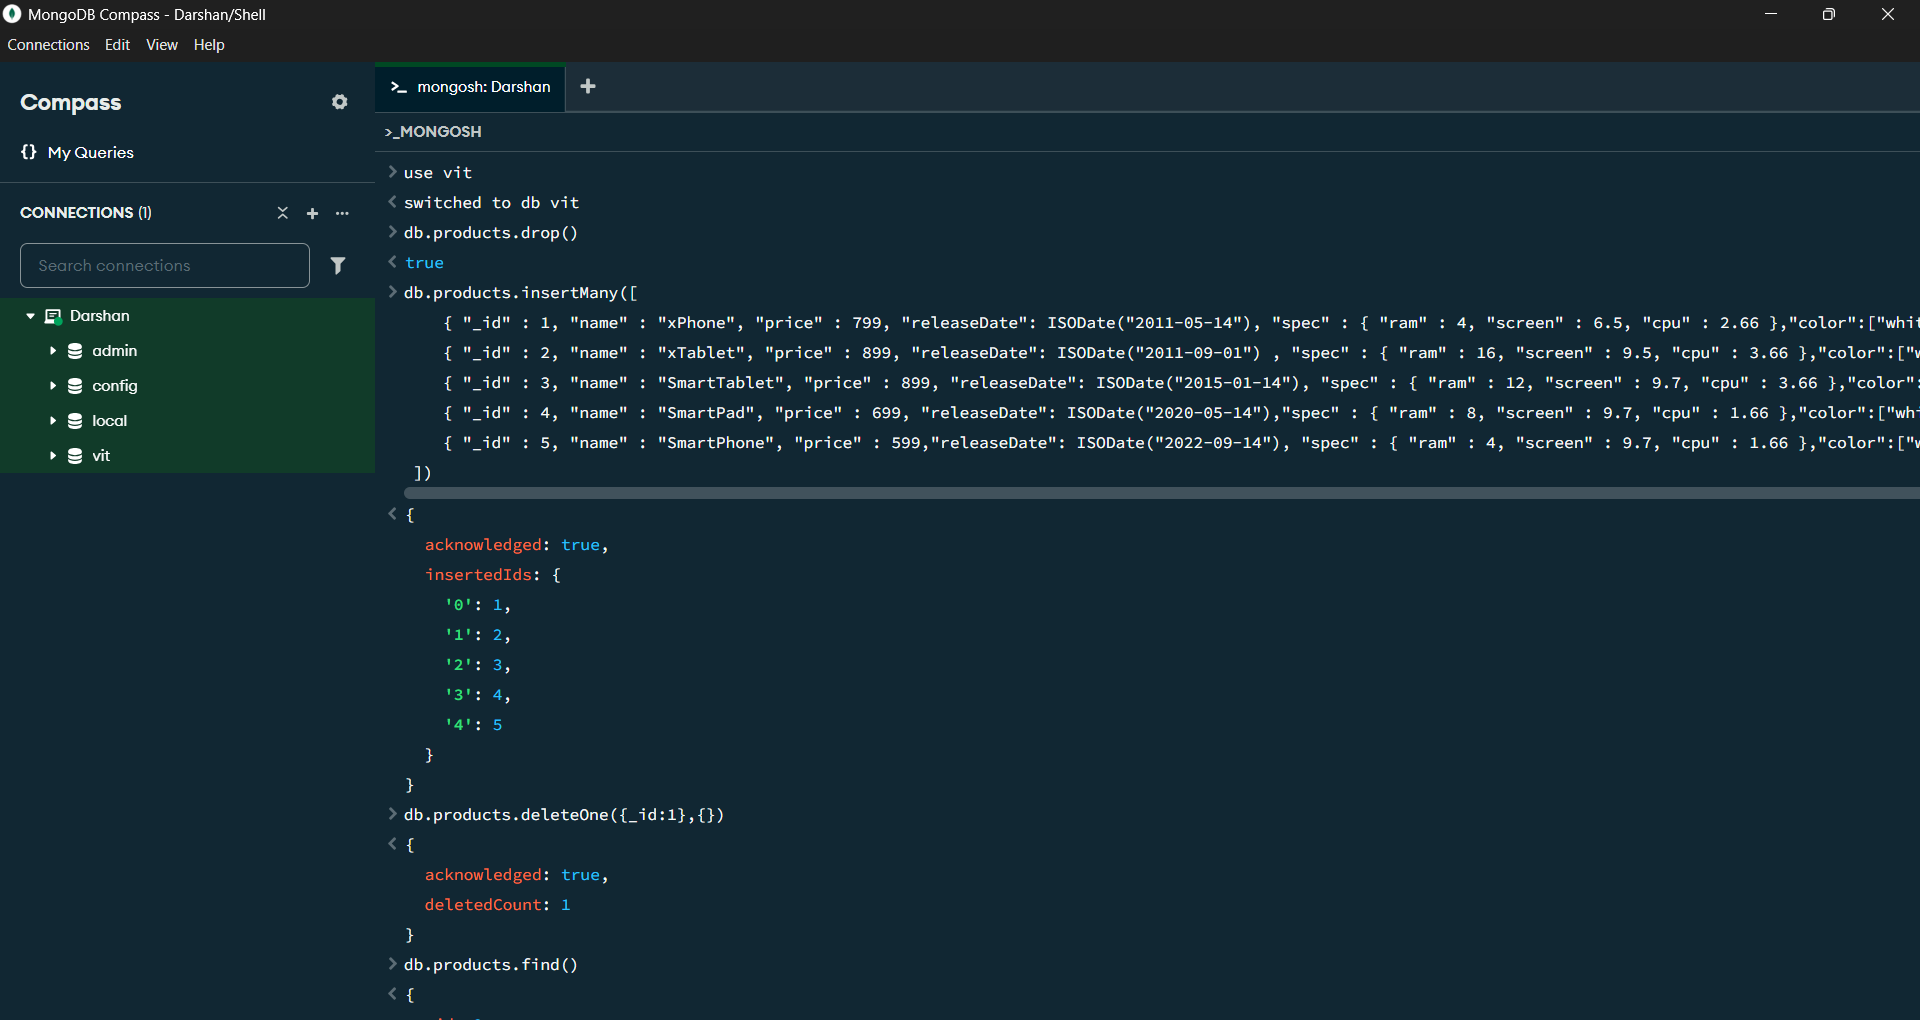 MongoDB Compass - Darshan/Shell
Connections Edit View Help
Compass
{} My Queries
CONNECTIONS (1)
Search connections
Darshan
admin
config
local
vit
>_ mongosh: Darshan +
>_MONGOSH
> use vit
< switched to db vit
> db.products.drop()
< true
> db.products.insertMany([
{ "_id" : 1, "name" : "xPhone", "price" : 799, "releaseDate": ISODate("2011-05-14"), "spec" : { "ram" : 4, "screen" : 6.5, "cpu" : 2.66 },"color":["whit
{ "_id" : 2, "name" : "xTablet", "price" : 899, "releaseDate": ISODate("2011-09-01") , "spec" : { "ram" : 16, "screen" : 9.5, "cpu" : 3.66 },"color":["w
{ "_id" : 3, "name" : "SmartTablet", "price" : 899, "releaseDate": ISODate("2015-01-14"), "spec" : { "ram" : 12, "screen" : 9.7, "cpu" : 3.66 },"color":
{ "_id" : 4, "name" : "SmartPad", "price" : 699, "releaseDate": ISODate("2020-05-14"),"spec" : { "ram" : 8, "screen" : 9.7, "cpu" : 1.66 },"color":["whi
{ "_id" : 5, "name" : "SmartPhone", "price" : 599,"releaseDate": ISODate("2022-09-14"), "spec" : { "ram" : 4, "screen" : 9.7, "cpu" : 1.66 },"color":["w
])
< {
acknowledged: true,
insertedIds: {
'0': 1,
'1': 2,
'2': 3,
'3': 4,
'4': 5
}
}
> db.products.deleteOne({_id:1},{})
< {
acknowledged: true,
deletedCount: 1
}
> db.products.find()
< {